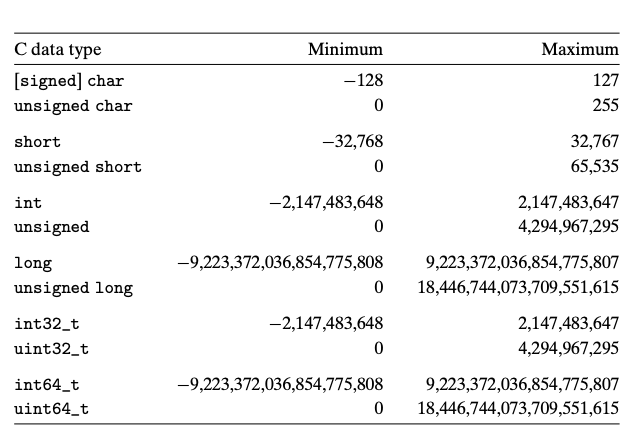 C data type Minimum Maximum
[signed] char −128 127
unsigned char 0 255
short −32,768 32,767
unsigned short 0 65,535
int −2,147,483,648 2,147,483,647
unsigned 0 4,294,967,295
long −9,223,372,036,854,775,808 9,223,372,036,854,775,807
unsigned long 0 18,446,744,073,709,551,615
int32_t −2,147,483,648 2,147,483,647
uint32_t 0 4,294,967,295
int64_t −9,223,372,036,854,775,808 9,223,372,036,854,775,807
uint64_t 0 18,446,744,073,709,551,615